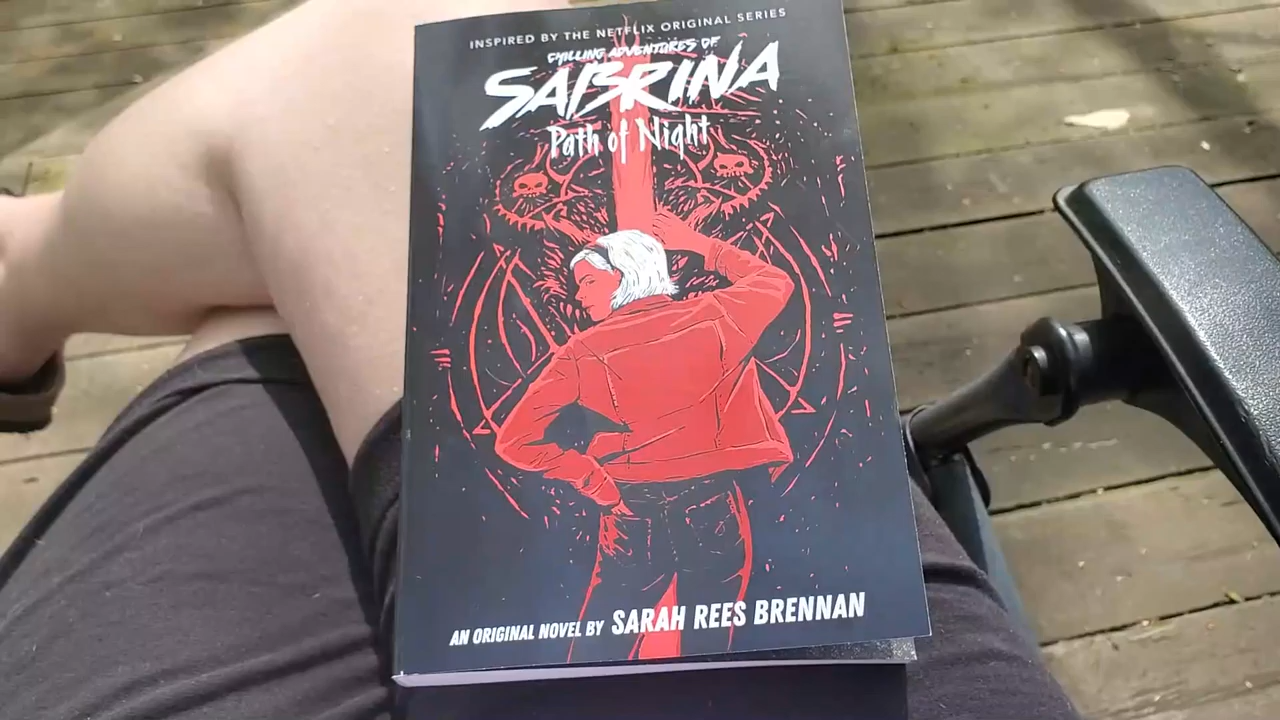 INSPIRED BY THE NETFLIX ORIGINAL SERIES
CHILLING ADVENTURES OF
SABRINA
Path of Night
AN ORIGINAL NOVEL BY SARAH REES BRENNAN